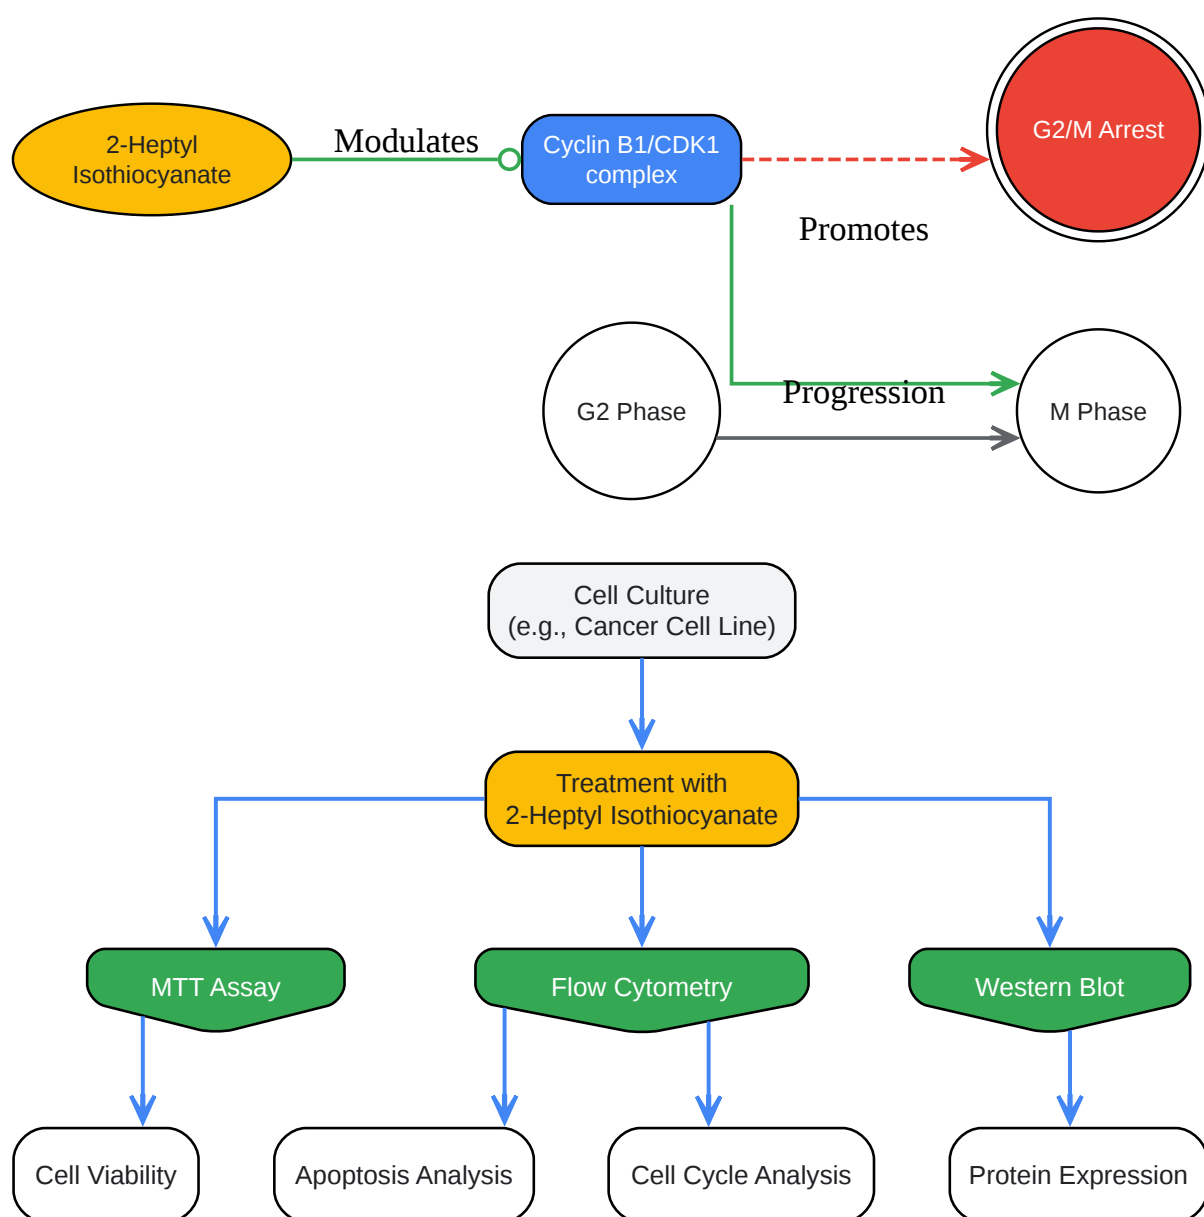 2-Heptyl
Isothiocyanate
Modulates
Cyclin B1/CDK1
complex
G2/M Arrest
Promotes
G2 Phase
Progression
M Phase
Cell Culture
(e.g., Cancer Cell Line)
Treatment with
2-Heptyl Isothiocyanate
MTT Assay
Flow Cytometry
Western Blot
Cell Viability
Apoptosis Analysis
Cell Cycle Analysis
Protein Expression